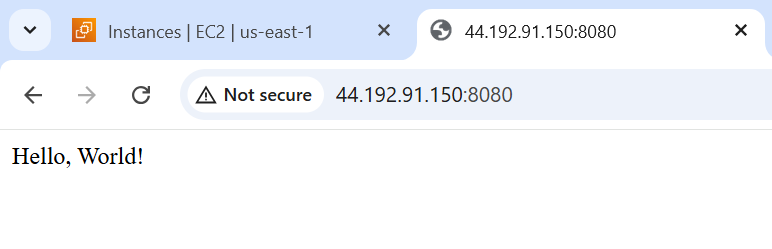 Instances | EC2 | us-east-1
44.192.91.150:8080
Not secure
44.192.91.150:8080
Hello, World!